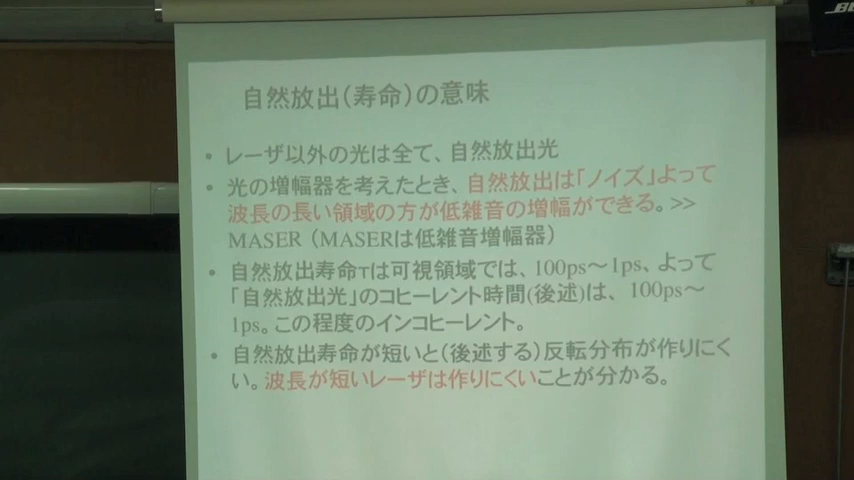 自然放出(寿命)の意味
• レーザ以外の光は全て、自然放出光
• 光の増幅器を考えたとき、自然放出は「ノイズ」よって
波長の長い領域の方が低雑音の増幅ができる。>>
MASER (MASERは低雑音増幅器)
• 自然放出寿命τは可視領域では、100ps～1ps、よって
「自然放出光」のコヒーレント時間(後述)は、100ps～
1ps。この程度のインコヒーレント。
• 自然放出寿命が短いと(後述する)反転分布が作りにく
い。波長が短いレーザは作りにくいことが分かる。